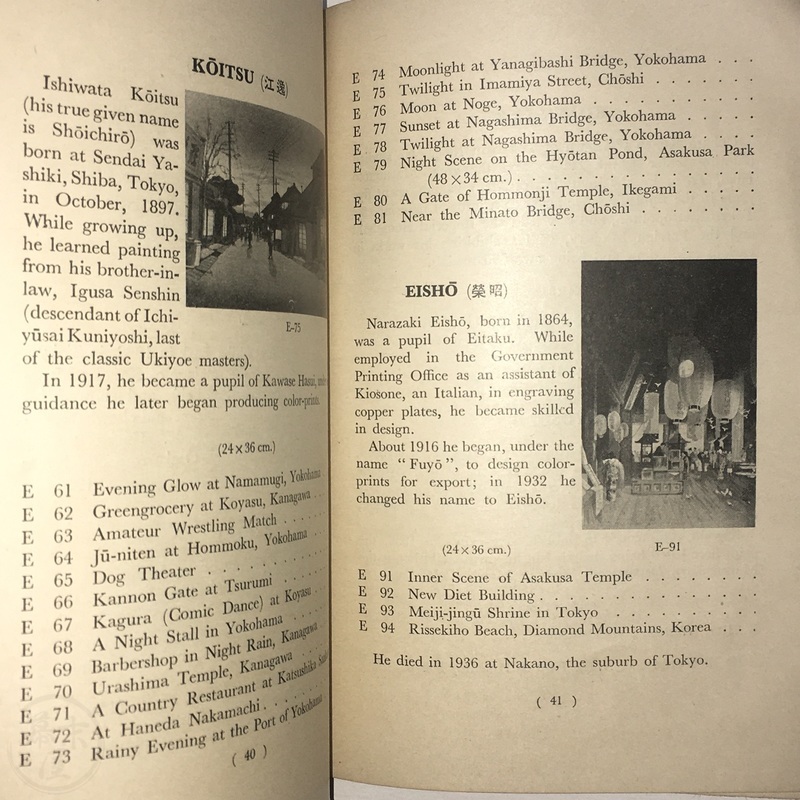 KŌITSU (江逸)
Ishiwata Kōitsu
(his true given name
is Shōichirō) was
born at Sendai Ya-
shiki, Shiba, Tokyo,
in October, 1897.
While growing up,
he learned painting
from his brother-in-
law, Igusa Senshin
(descendant of Ichi-
yūsai Kuniyoshi, last
of the classic Ukiyoe masters).
E-75
In 1917, he became a pupil of Kawase Hasui, under
guidance he later began producing color-prints.
(24×36 cm.)
E 61 Evening Glow at Namamugi, Yokohama
E 62 Greengrocery at Koyasu, Kanagawa . . .
E 63 Amateur Wrestling Match . . . . . .
E 64 Jū-niten at Hommoku, Yokohama . . .
E 65 Dog Theater . . . . . . . . . .
E 66 Kannon Gate at Tsurumi . . . . . .
E 67 Kagura (Comic Dance) at Koyasu . . . .
E 68 A Night Stall in Yokohama . . . . .
E 69 Barbershop in Night Rain, Kanagawa . . .
E 70 Urashima Temple, Kanagawa . . . . .
E 71 A Country Restaurant at Katsushika
E 72 At Haneda Nakamachi . . . . . . .
E 73 Rainy Evening at the Port of Yokohama
( 40 )
E 74 Moonlight at Yanagibashi Bridge, Yokohama . . .
E 75 Twilight in Imamiya Street, Chōshi . . . . . . .
E 76 Moon at Noge, Yokohama . . . . . . . . . .
E 77 Sunset at Nagashima Bridge, Yokohama . . . . .
E 78 Twilight at Nagashima Bridge, Yokohama . . . .
E 79 Night Scene on the Hyōtan Pond, Asakusa Park
(48×34 cm.) . . . . . . . . . . . . . .
E 80 A Gate of Hommonji Temple, Ikegami . . . . .
E 81 Near the Minato Bridge, Chōshi . . . . . . . .
EISHŌ (榮昭)
Narazaki Eishō, born in 1864,
was a pupil of Eitaku. While
employed in the Government
Printing Office as an assistant of
Kiosone, an Italian, in engraving
copper plates, he became skilled
in design.
About 1916 he began, under the
name “Fuyō”, to design color-
prints for export; in 1932 he
changed his name to Eishō.
(24×36 cm.)
E-91
E 91 Inner Scene of Asakusa Temple . . . . . . . .
E 92 New Diet Building . . . . . . . . . . . . .
E 93 Meiji-jingū Shrine in Tokyo . . . . . . . . . .
E 94 Rissekiho Beach, Diamond Mountains, Korea . . .
He died in 1936 at Nakano, the suburb of Tokyo.
( 41 )